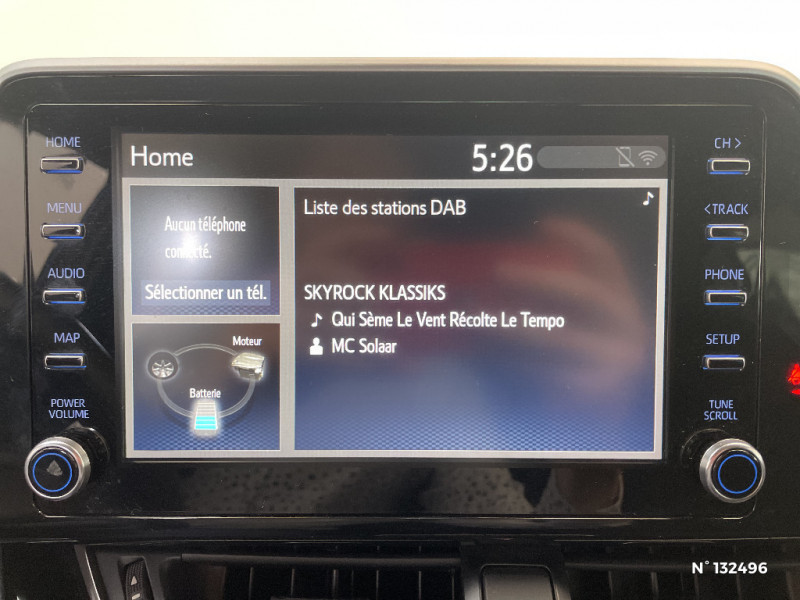 HOME
MENU
AUDIO
MAP
POWER
VOLUME
Home
5:26
Aucun téléphone
connecté.
Sélectionner un tél.
Moteur
Batterie
Liste des stations DAB
SKYROCK KLASSIKS
Qui Sème Le Vent Récolte Le Tempo
MC Solaar
CH >
< TRACK
PHONE
SETUP
TUNE
SCROLL
N° 132496